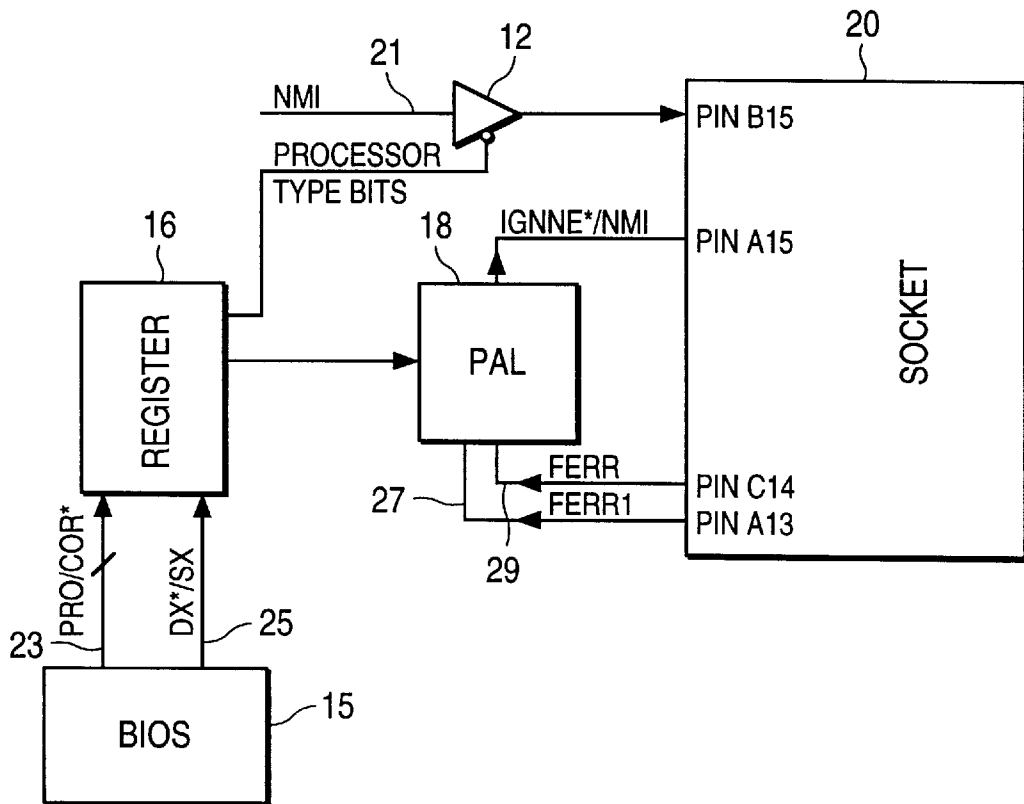 12
20
21
NMI
PIN B15
PROCESSOR
TYPE BITS
16
18
IGNNE*/NMI
PIN A15
REGISTER
PAL
SOCKET
FERR
PIN C14
27
FERR1
PIN A13
29
PRO/COR*
DX*/SX
23
25
BIOS
15